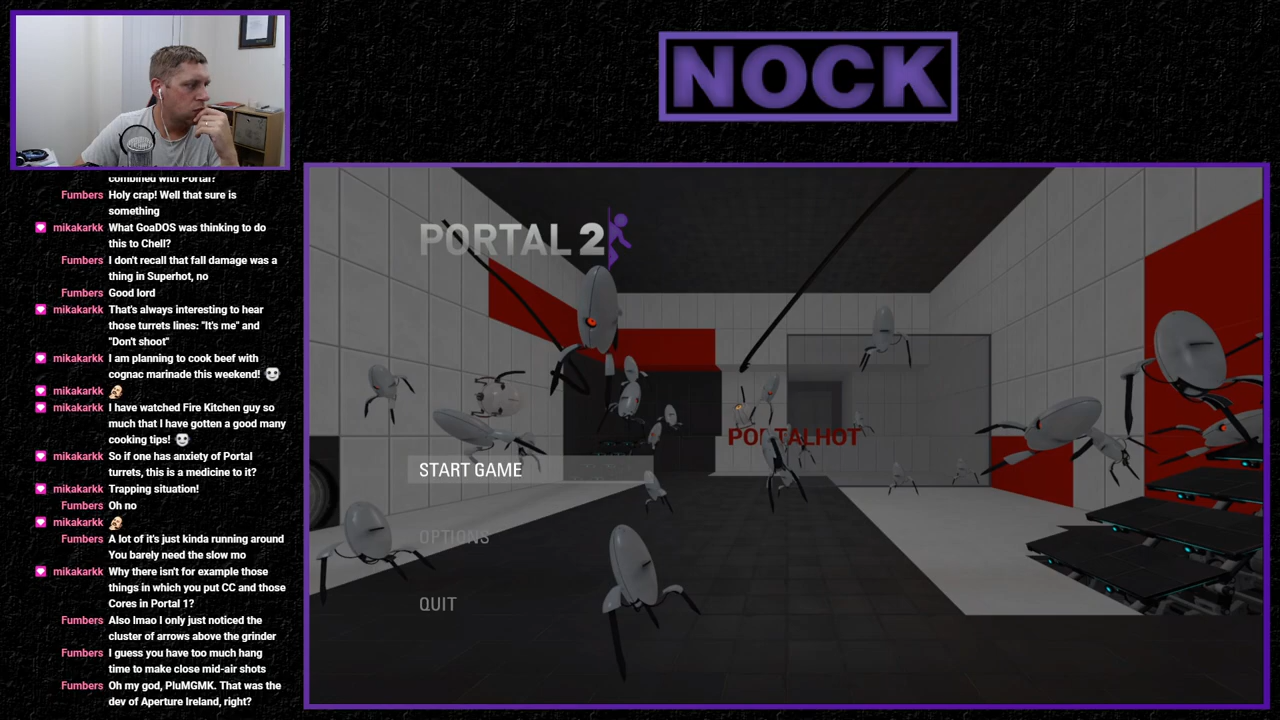 NOCK
combined with Portal?
Fumbers Holy crap! Well that sure is
something
mikakarkk What GoaDOS was thinking to do
this to Chell?
Fumbers I don't recall that fall damage was a
thing in Superhot, no
Fumbers Good lord
mikakarkk That's always interesting to hear
those turrets lines: "It's me" and
"Don't shoot"
mikakarkk I am planning to cook beef with
cognac marinade this weekend!
mikakarkk
mikakarkk I have watched Fire Kitchen guy so
much that I have gotten a good many
cooking tips!
mikakarkk So if one has anxiety of Portal
turrets, this is a medicine to it?
mikakarkk Trapping situation!
Fumbers Oh no
mikakarkk
Fumbers A lot of it's just kinda running around
You barely need the slow mo
mikakarkk Why there isn't for example those
things in which you put CC and those
Cores in Portal 1?
Fumbers Also lmao I only just noticed the
cluster of arrows above the grinder
Fumbers I guess you have too much hang
time to make close mid-air shots
Fumbers Oh my god, PluMGMK. That was the
dev of Aperture Ireland, right?
PORTAL 2
PORTALHOT
START GAME
OPTIONS
QUIT